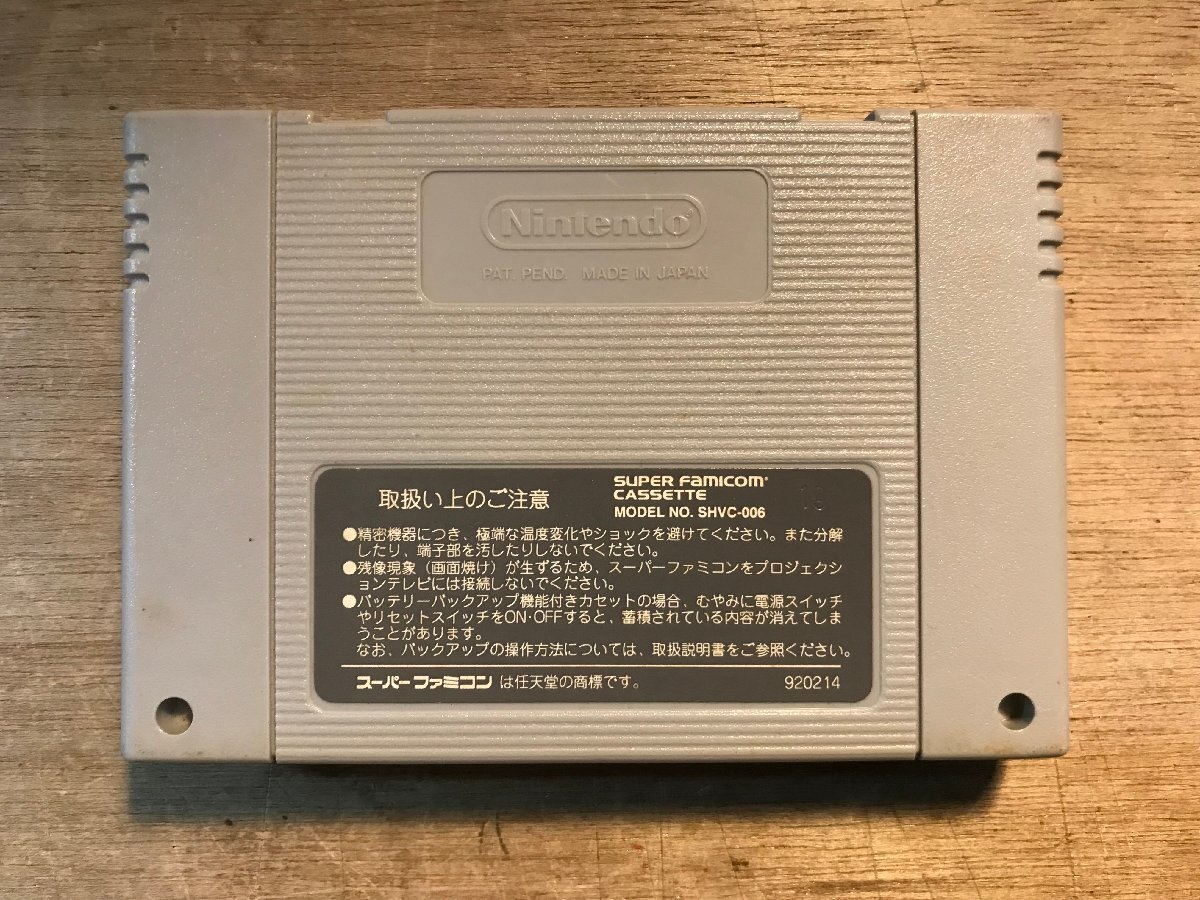 Nintendo
PAT. PEND. MADE IN JAPAN
取扱い上のご注意
SUPER FAMICOM
CASSETTE
MODEL NO. SHVC-006
●精密機器につき、極端な温度変化やショックを避けてください。また分解
したり、端子部を汚したりしないでください。
●残像現象（画面焼け）が生ずるため、スーパーファミコンをプロジェクシ
ョンテレビには接続しないでください。
●バッテリーバックアップ機能付きカセットの場合、むやみに電源スイッチ
やリセットスイッチをON・OFFすると、蓄積されている内容が消えてしま
うことがあります。
なお、バックアップの操作方法については、取扱説明書をご参照ください。
スーパーファミコン は任天堂の商標です。
920214